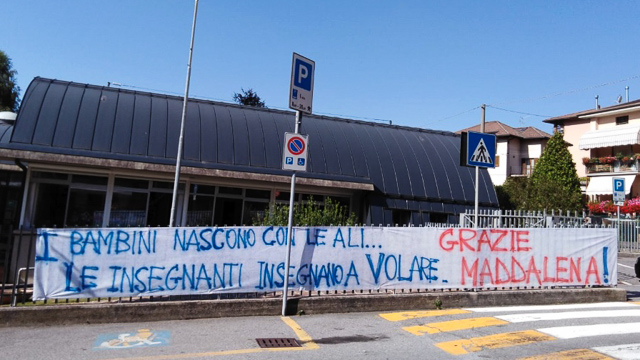 P
P
I BAMBINI NASCONO CON LE ALI... GRAZIE
LE INSEGNANTI INSEGNANO A VOLARE. MADDALENA!
P